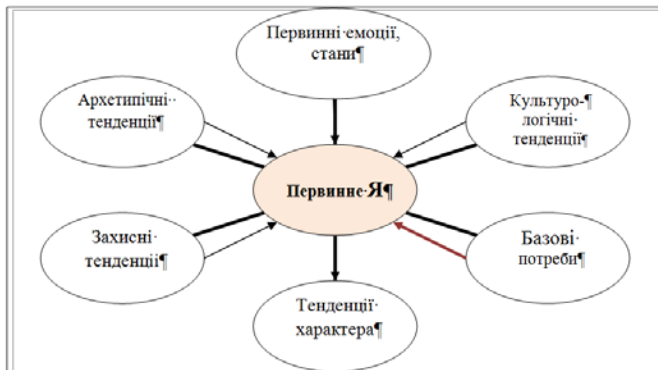 Первинні·емоції,
стани¶
Архетипічні··
тенденції¶
Культуро-¶
логічні·
тенденції¶
Первинне·Я¶
Захисні·
тенденції¶
Базові·
потреби¶
Тенденції·
характера¶